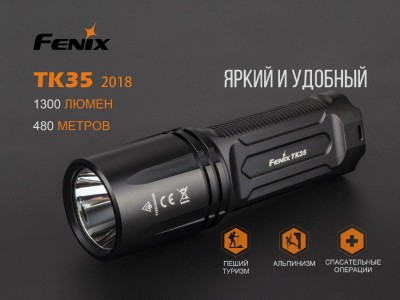 FENIX
TK35 2018
1300 ЛЮМЕН
480 МЕТРОВ
ЯРКИЙ И УДОБНЫЙ
FENIX TK35
CE
ПЕШИЙ
ТУРИЗМ
АЛЬПИНИЗМ
СПАСАТЕЛЬНЫЕ
ОПЕРАЦИИ